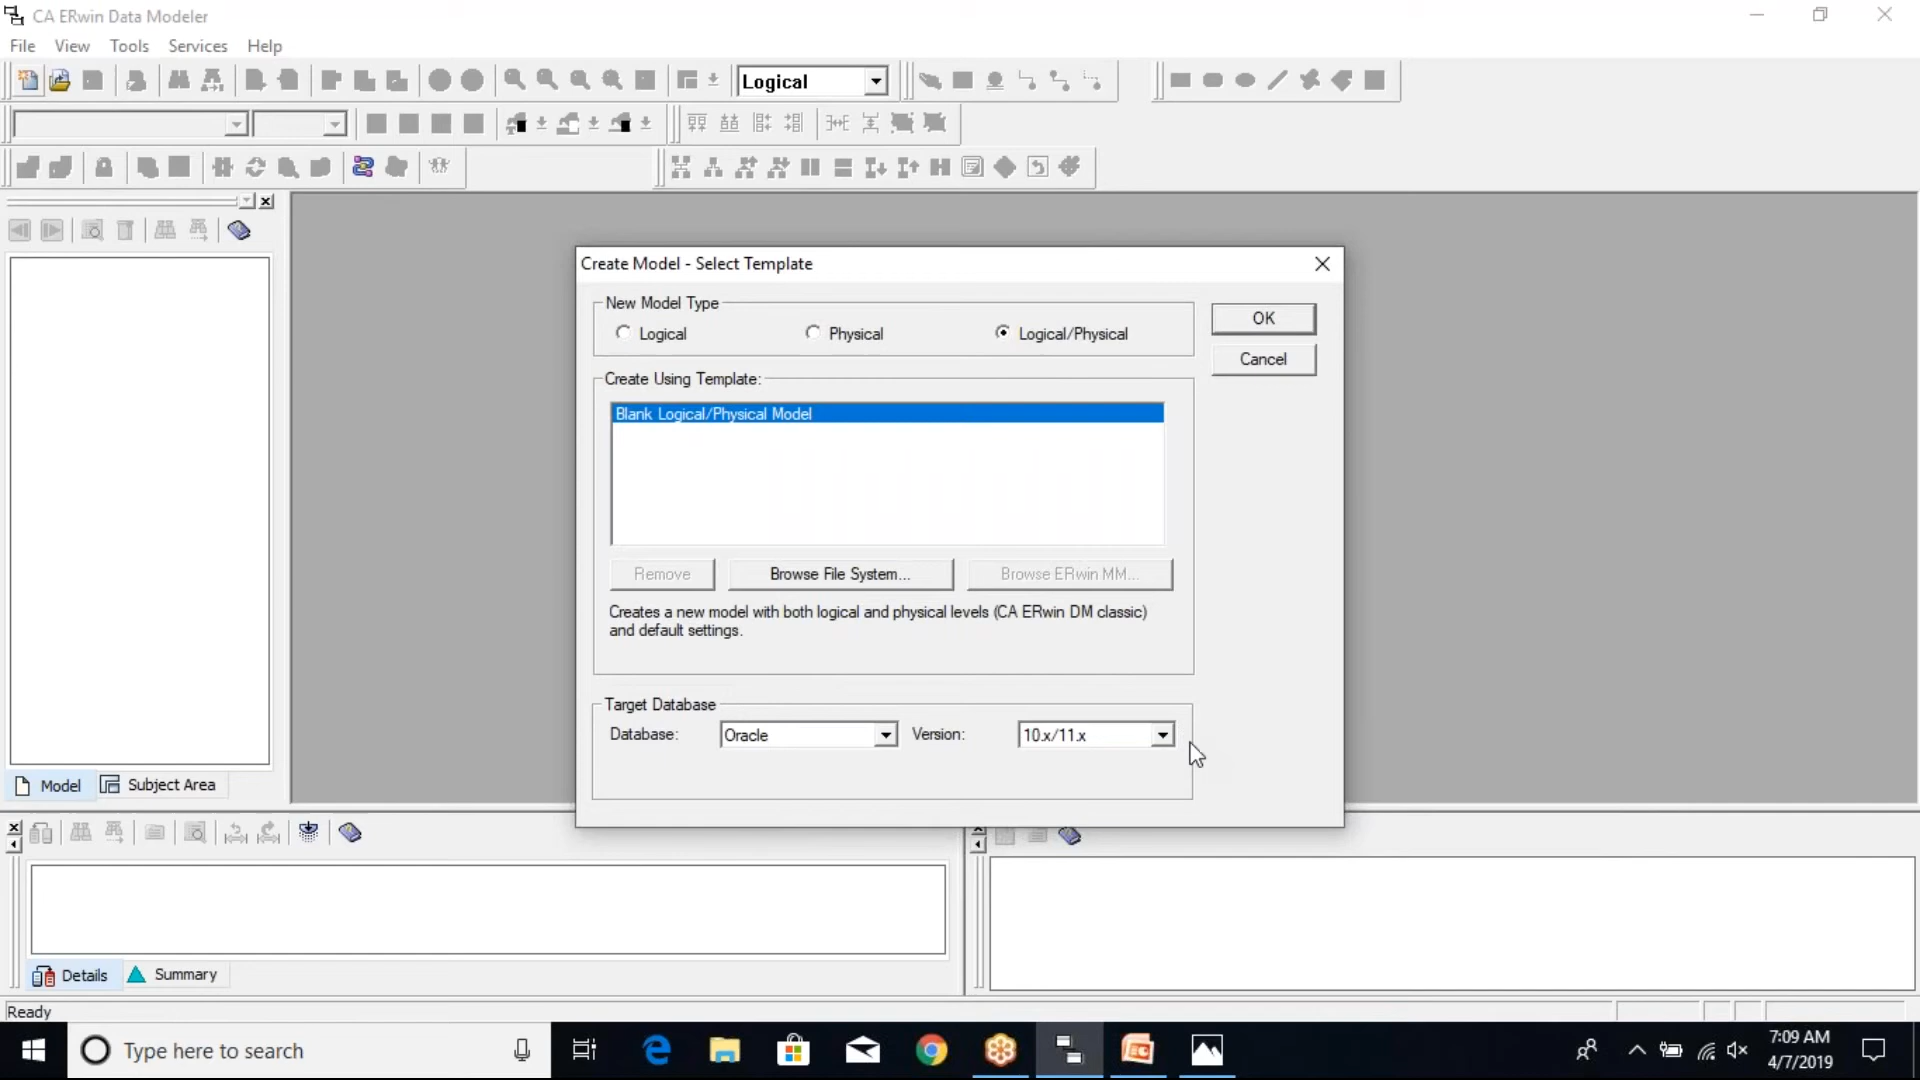 CA ERwin Data Modeler
File View Tools Services Help
Logical
Create Model - Select Template
New Model Type
Logical Physical Logical/Physical
OK
Cancel
Create Using Template:
Blank Logical/Physical Model
Remove Browse File System... Browse ERwin MM...
Creates a new model with both logical and physical levels (CA ERwin DM classic)
and default settings.
Target Database
Database: Oracle Version: 10.x/11.x
Model Subject Area
Details Summary
Ready
Type here to search
7:09 AM
4/7/2019